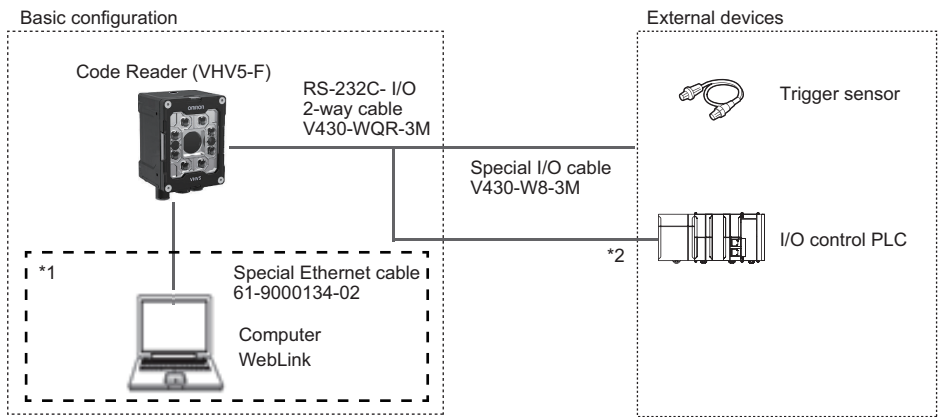 Basic configuration
External devices
Code Reader (VHV5-F)
omron
VHV5
RS-232C- I/O
2-way cable
V430-WQR-3M
Trigger sensor
Special I/O cable
V430-W8-3M
*2
I/O control PLC
*1
Special Ethernet cable
61-9000134-02
Computer
WebLink